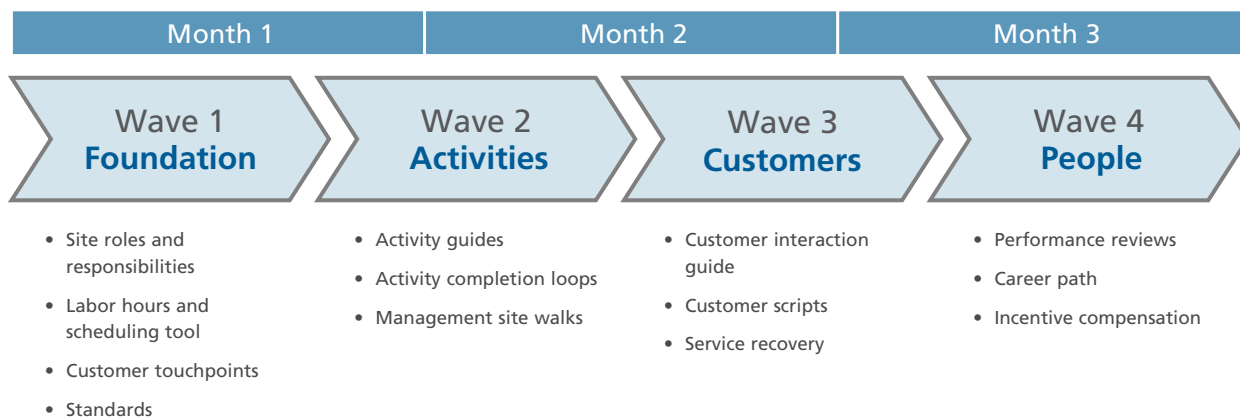 Month 1
Month 2
Month 3
Wave 1
Foundation
Wave 2
Activities
Wave 3
Customers
Wave 4
People
• Site roles and
responsibilities
• Labor hours and
scheduling tool
• Customer touchpoints
• Standards
• Activity guides
• Activity completion loops
• Management site walks
• Customer interaction
guide
• Customer scripts
• Service recovery
• Performance reviews
• Career path
• Incentive compensation